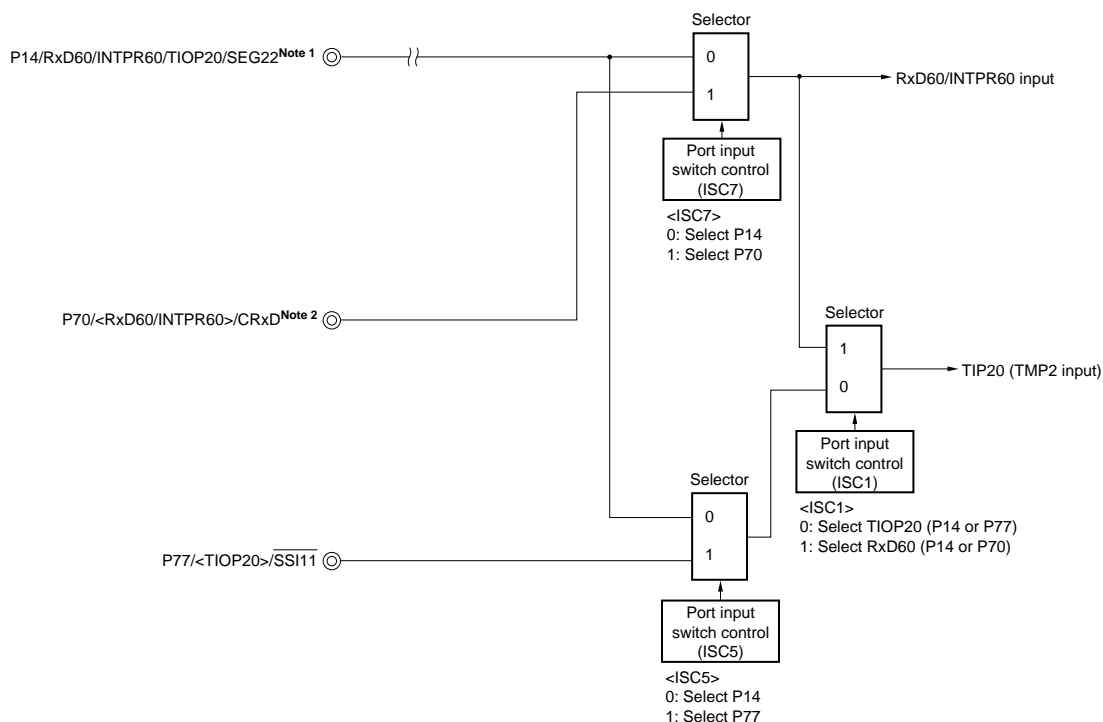 Selector
P14/RxD60/INTPR60/TIOP20/SEG22Note 1
0
1
RxD60/INTPR60 input
Port input
switch control
(ISC7)
<ISC7>
0: Select P14
1: Select P70
P70/<RxD60/INTPR60>/CRxDNote 2
Selector
1
0
TIP20 (TMP2 input)
Port input
switch control
(ISC1)
<ISC1>
0: Select TIOP20 (P14 or P77)
1: Select RxD60 (P14 or P70)
Selector
0
1
P77/<TIOP20>/SSI11
Port input
switch control
(ISC5)
<ISC5>
0: Select P14
1: Select P77